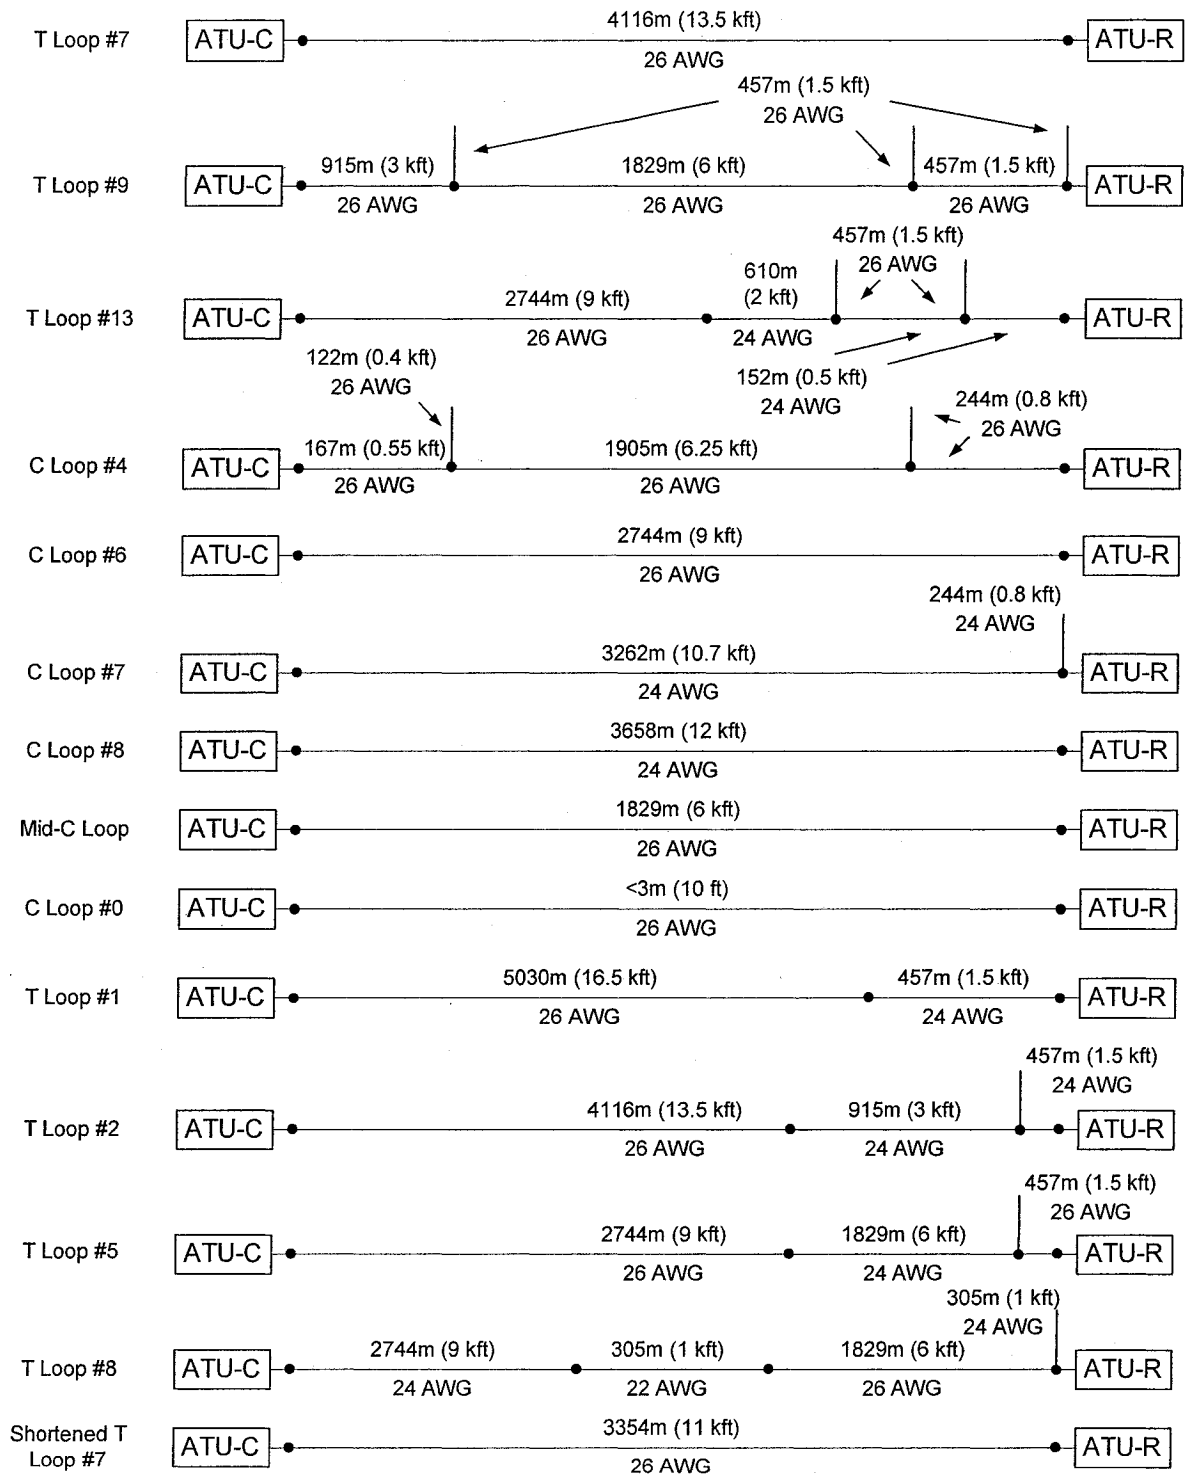 T Loop #7
ATU-C
4116m (13.5 kft)
26 AWG
ATU-R
457m (1.5 kft)
26 AWG
T Loop #9
ATU-C
915m (3 kft)
26 AWG
1829m (6 kft)
26 AWG
457m (1.5 kft)
26 AWG
ATU-R
457m (1.5 kft)
26 AWG
T Loop #13
ATU-C
2744m (9 kft)
26 AWG
610m
(2 kft)
24 AWG
ATU-R
152m (0.5 kft)
24 AWG
122m (0.4 kft)
26 AWG
244m (0.8 kft)
26 AWG
C Loop #4
ATU-C
167m (0.55 kft)
26 AWG
1905m (6.25 kft)
26 AWG
ATU-R
C Loop #6
ATU-C
2744m (9 kft)
26 AWG
ATU-R
244m (0.8 kft)
24 AWG
C Loop #7
ATU-C
3262m (10.7 kft)
24 AWG
ATU-R
C Loop #8
ATU-C
3658m (12 kft)
24 AWG
ATU-R
Mid-C Loop
ATU-C
1829m (6 kft)
26 AWG
ATU-R
C Loop #0
ATU-C
<3m (10 ft)
26 AWG
ATU-R
T Loop #1
ATU-C
5030m (16.5 kft)
26 AWG
457m (1.5 kft)
24 AWG
ATU-R
457m (1.5 kft)
24 AWG
T Loop #2
ATU-C
4116m (13.5 kft)
26 AWG
915m (3 kft)
24 AWG
ATU-R
457m (1.5 kft)
26 AWG
T Loop #5
ATU-C
2744m (9 kft)
26 AWG
1829m (6 kft)
24 AWG
ATU-R
305m (1 kft)
24 AWG
T Loop #8
ATU-C
2744m (9 kft)
24 AWG
305m (1 kft)
22 AWG
1829m (6 kft)
26 AWG
ATU-R
Shortened T
Loop #7
ATU-C
3354m (11 kft)
26 AWG
ATU-R